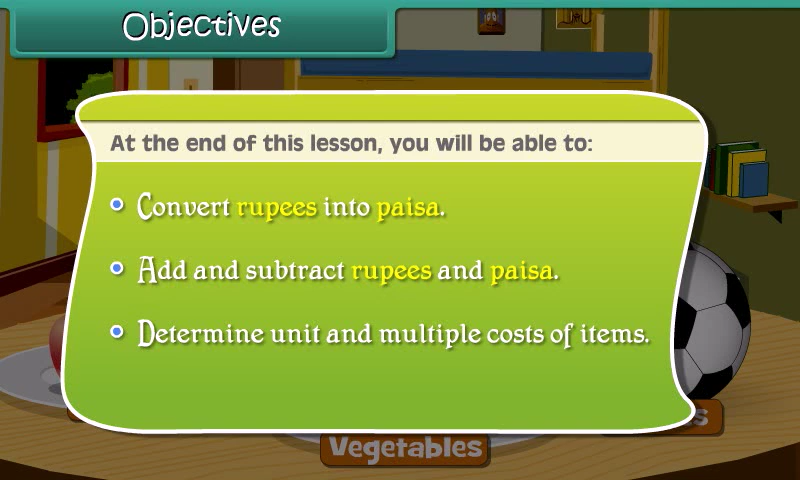 Objectives
At the end of this lesson, you will be able to:
Convert rupees into paisa.
Add and subtract rupees and paisa.
Determine unit and multiple costs of items.
Vegetables